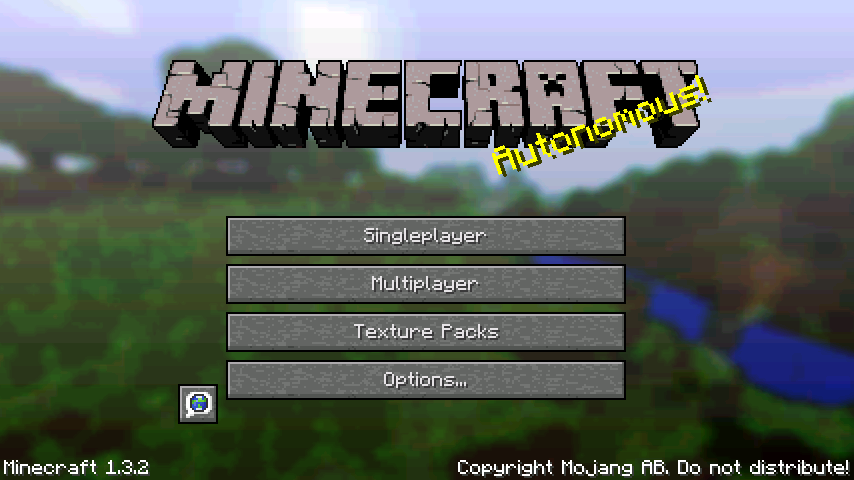 MINECRAFT
Autonomous!
Singleplayer
Multiplayer
Texture Packs
Options...
Minecraft 1.3.2
Copyright Mojang AB. Do not distribute!